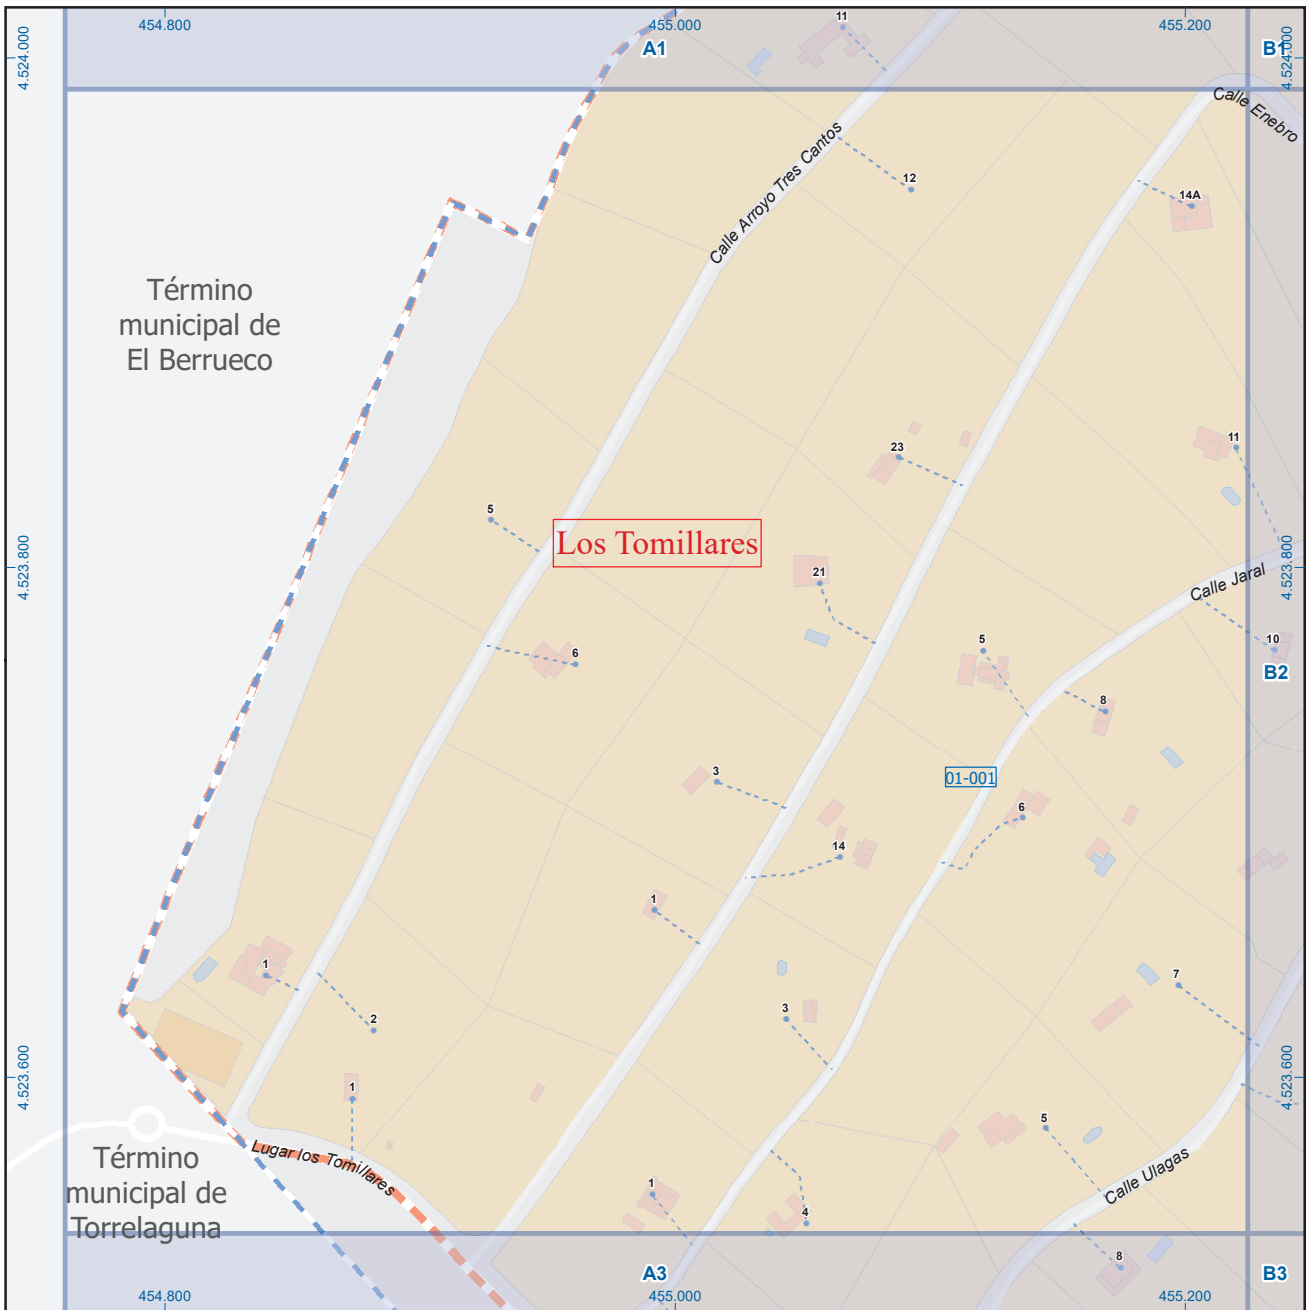 454.800
455.000
455.200
11
A1
B1
4.524.000
4.524.000
Calle Enebro
Calle Arroyo Tres Cantos
12
14A
Término
municipal de
El Berrueco
11
23
5
Los Tomillares
4.523.800
4.523.800
21
Calle Jaral
5
10
6
B2
8
3
01-001
6
14
1
1
7
3
2
4.523.600
4.523.600
1
5
Lugar los Tomillares
Término
municipal de
Torrelaguna
Calle Ulagas
1
4
8
A3
B3
454.800
455.000
455.200